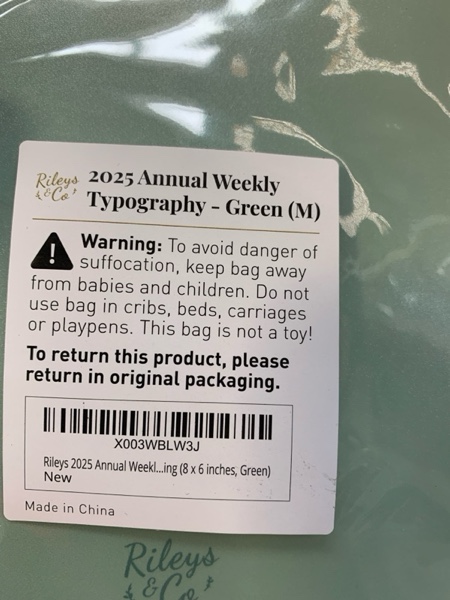 Rileys
& Co
2025 Annual Weekly
Typography - Green (M)
Warning: To avoid danger of
suffocation, keep bag away
from babies and children. Do not
use bag in cribs, beds, carriages
or playpens. This bag is not a toy!
To return this product, please
return in original packaging.
X003WBLW3J
Rileys 2025 Annual Weekl...ing (8 x 6 inches, Green)
New
Made in China
Rileys
& Co